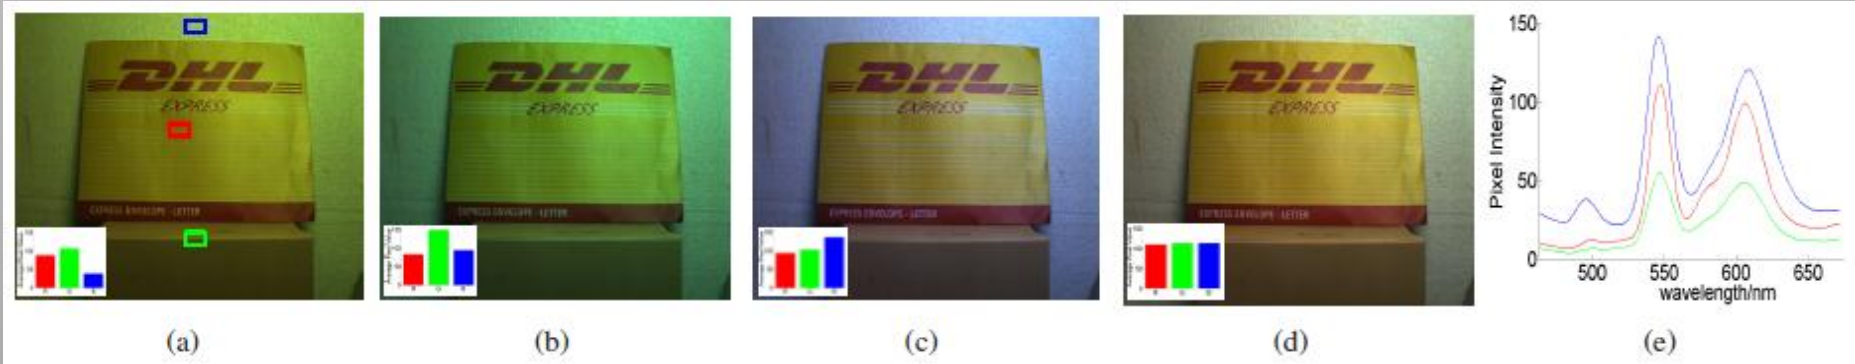 DHL
EXPRESS
EXPRESS ENVELOPE - LETTER
DHL
EXPRESS
EXPRESS ENVELOPE - LETTER
DHL
EXPRESS
EXPRESS ENVELOPE - LETTER
DHL
EXPRESS
EXPRESS ENVELOPE - LETTER
150
100
50
0
Pixel Intensity
500 550 600 650
wavelength/nm
(a) (b) (c) (d) (e)